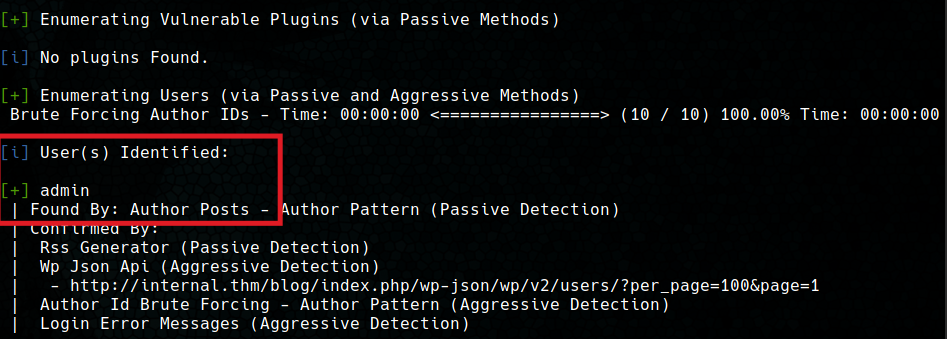 [+] Enumerating Vulnerable Plugins (via Passive Methods)
[i] No plugins Found.
[+] Enumerating Users (via Passive and Aggressive Methods)
Brute Forcing Author IDs - Time: 00:00:00 <================> (10 / 10) 100.00% Time: 00:00:00
[i] User(s) Identified:
[+] admin
| Found By: Author Posts - Author Pattern (Passive Detection)
| Confirmed By:
|  Rss Generator (Passive Detection)
|  Wp Json Api (Aggressive Detection)
|   - http://internal.thm/blog/index.php/wp-json/wp/v2/users/?per_page=100&page=1
|  Author Id Brute Forcing - Author Pattern (Aggressive Detection)
|  Login Error Messages (Aggressive Detection)